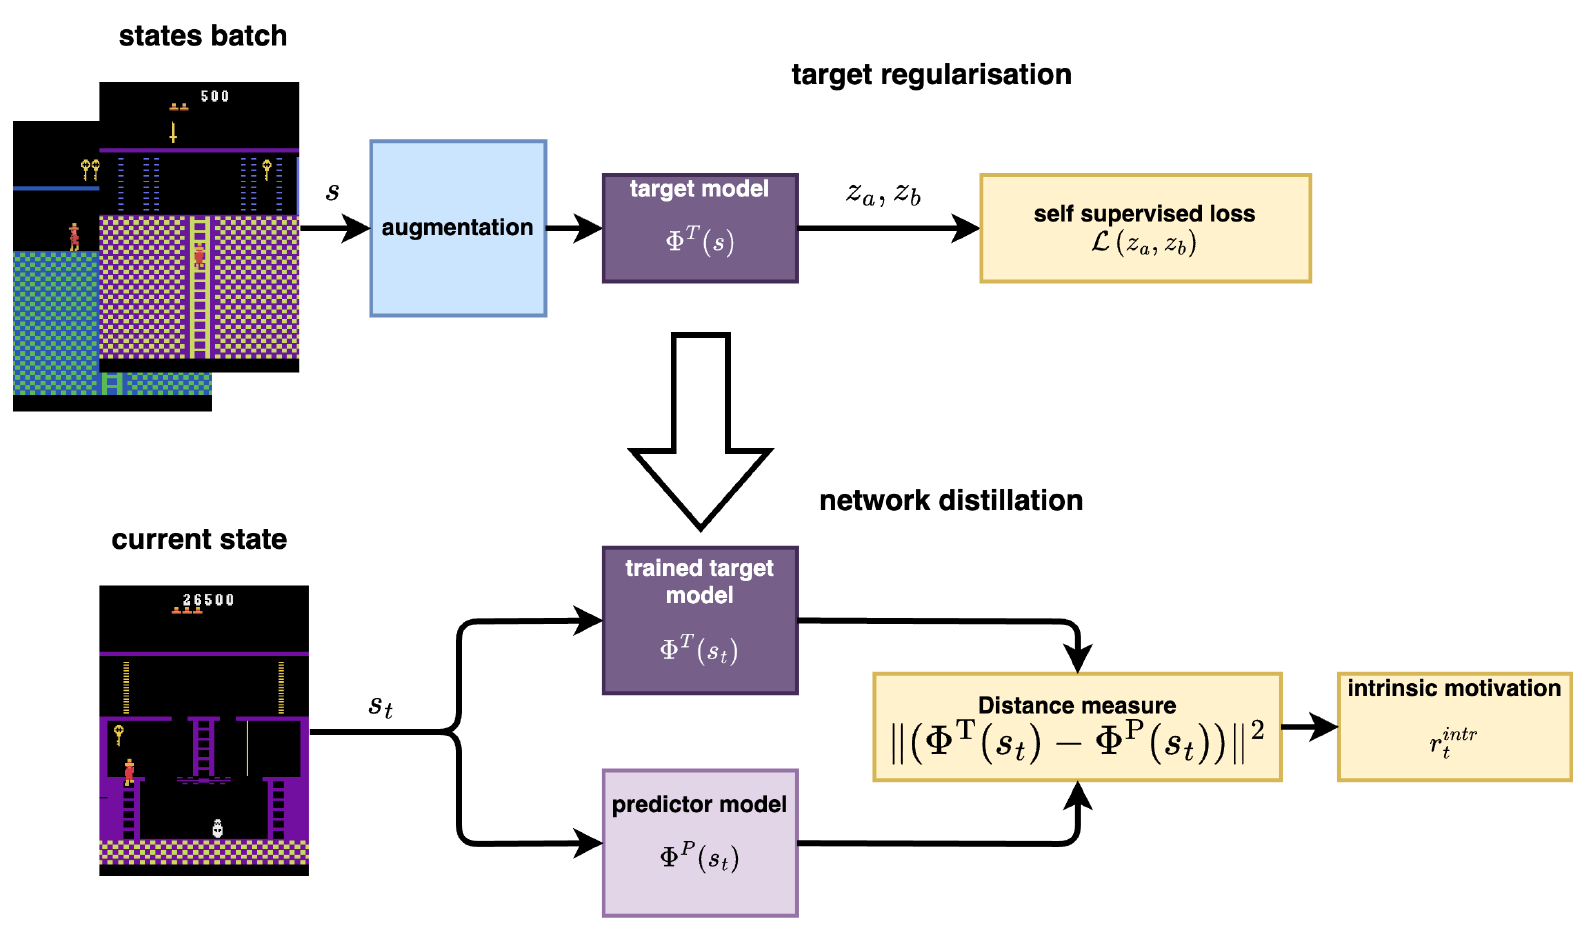 states batch
target regularisation
500
s
augmentation
target model
Φ^T(s)
z_a, z_b
self supervised loss
ℒ (z_a, z_b)
network distillation
current state
26500
s_t
trained target
model
Φ^T(s_t)
Distance measure
‖(Φ^T(s_t) − Φ^P(s_t))‖^2
intrinsic motivation
r_t^{intr}
predictor model
Φ^P(s_t)